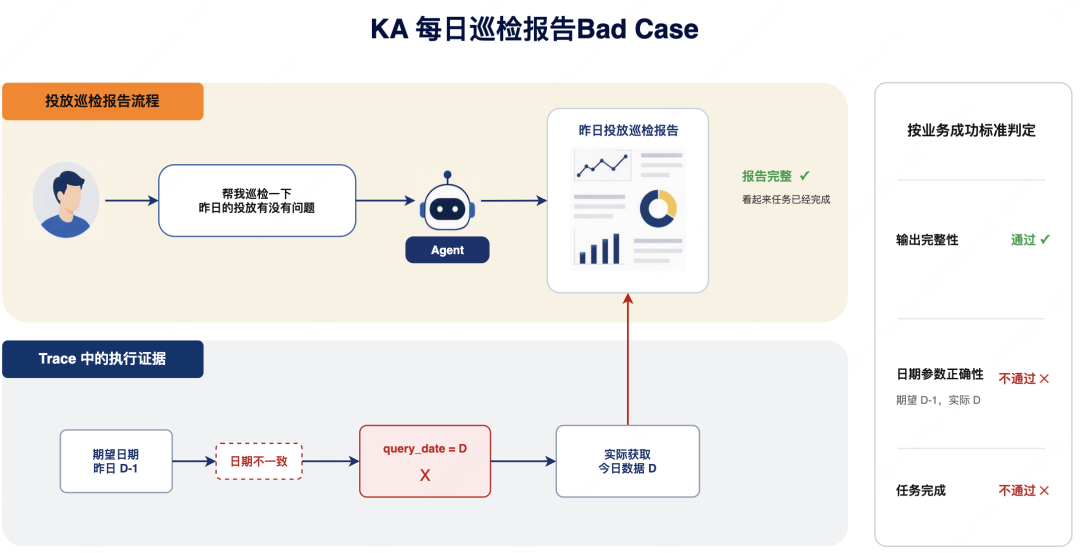 KA 每日巡检报告Bad Case
投放巡检报告流程
帮我巡检一下
昨日的投放有没有问题
Agent
昨日投放巡检报告
报告完整 ✓
看起来任务已经完成
Trace 中的执行证据
期望日期
昨日 D-1
日期不一致
query_date = D
X
实际获取
今日数据 D
按业务成功标准判定
输出完整性 通过 ✓
日期参数正确性 不通过 ×
期望 D-1，实际 D
任务完成 不通过 ×